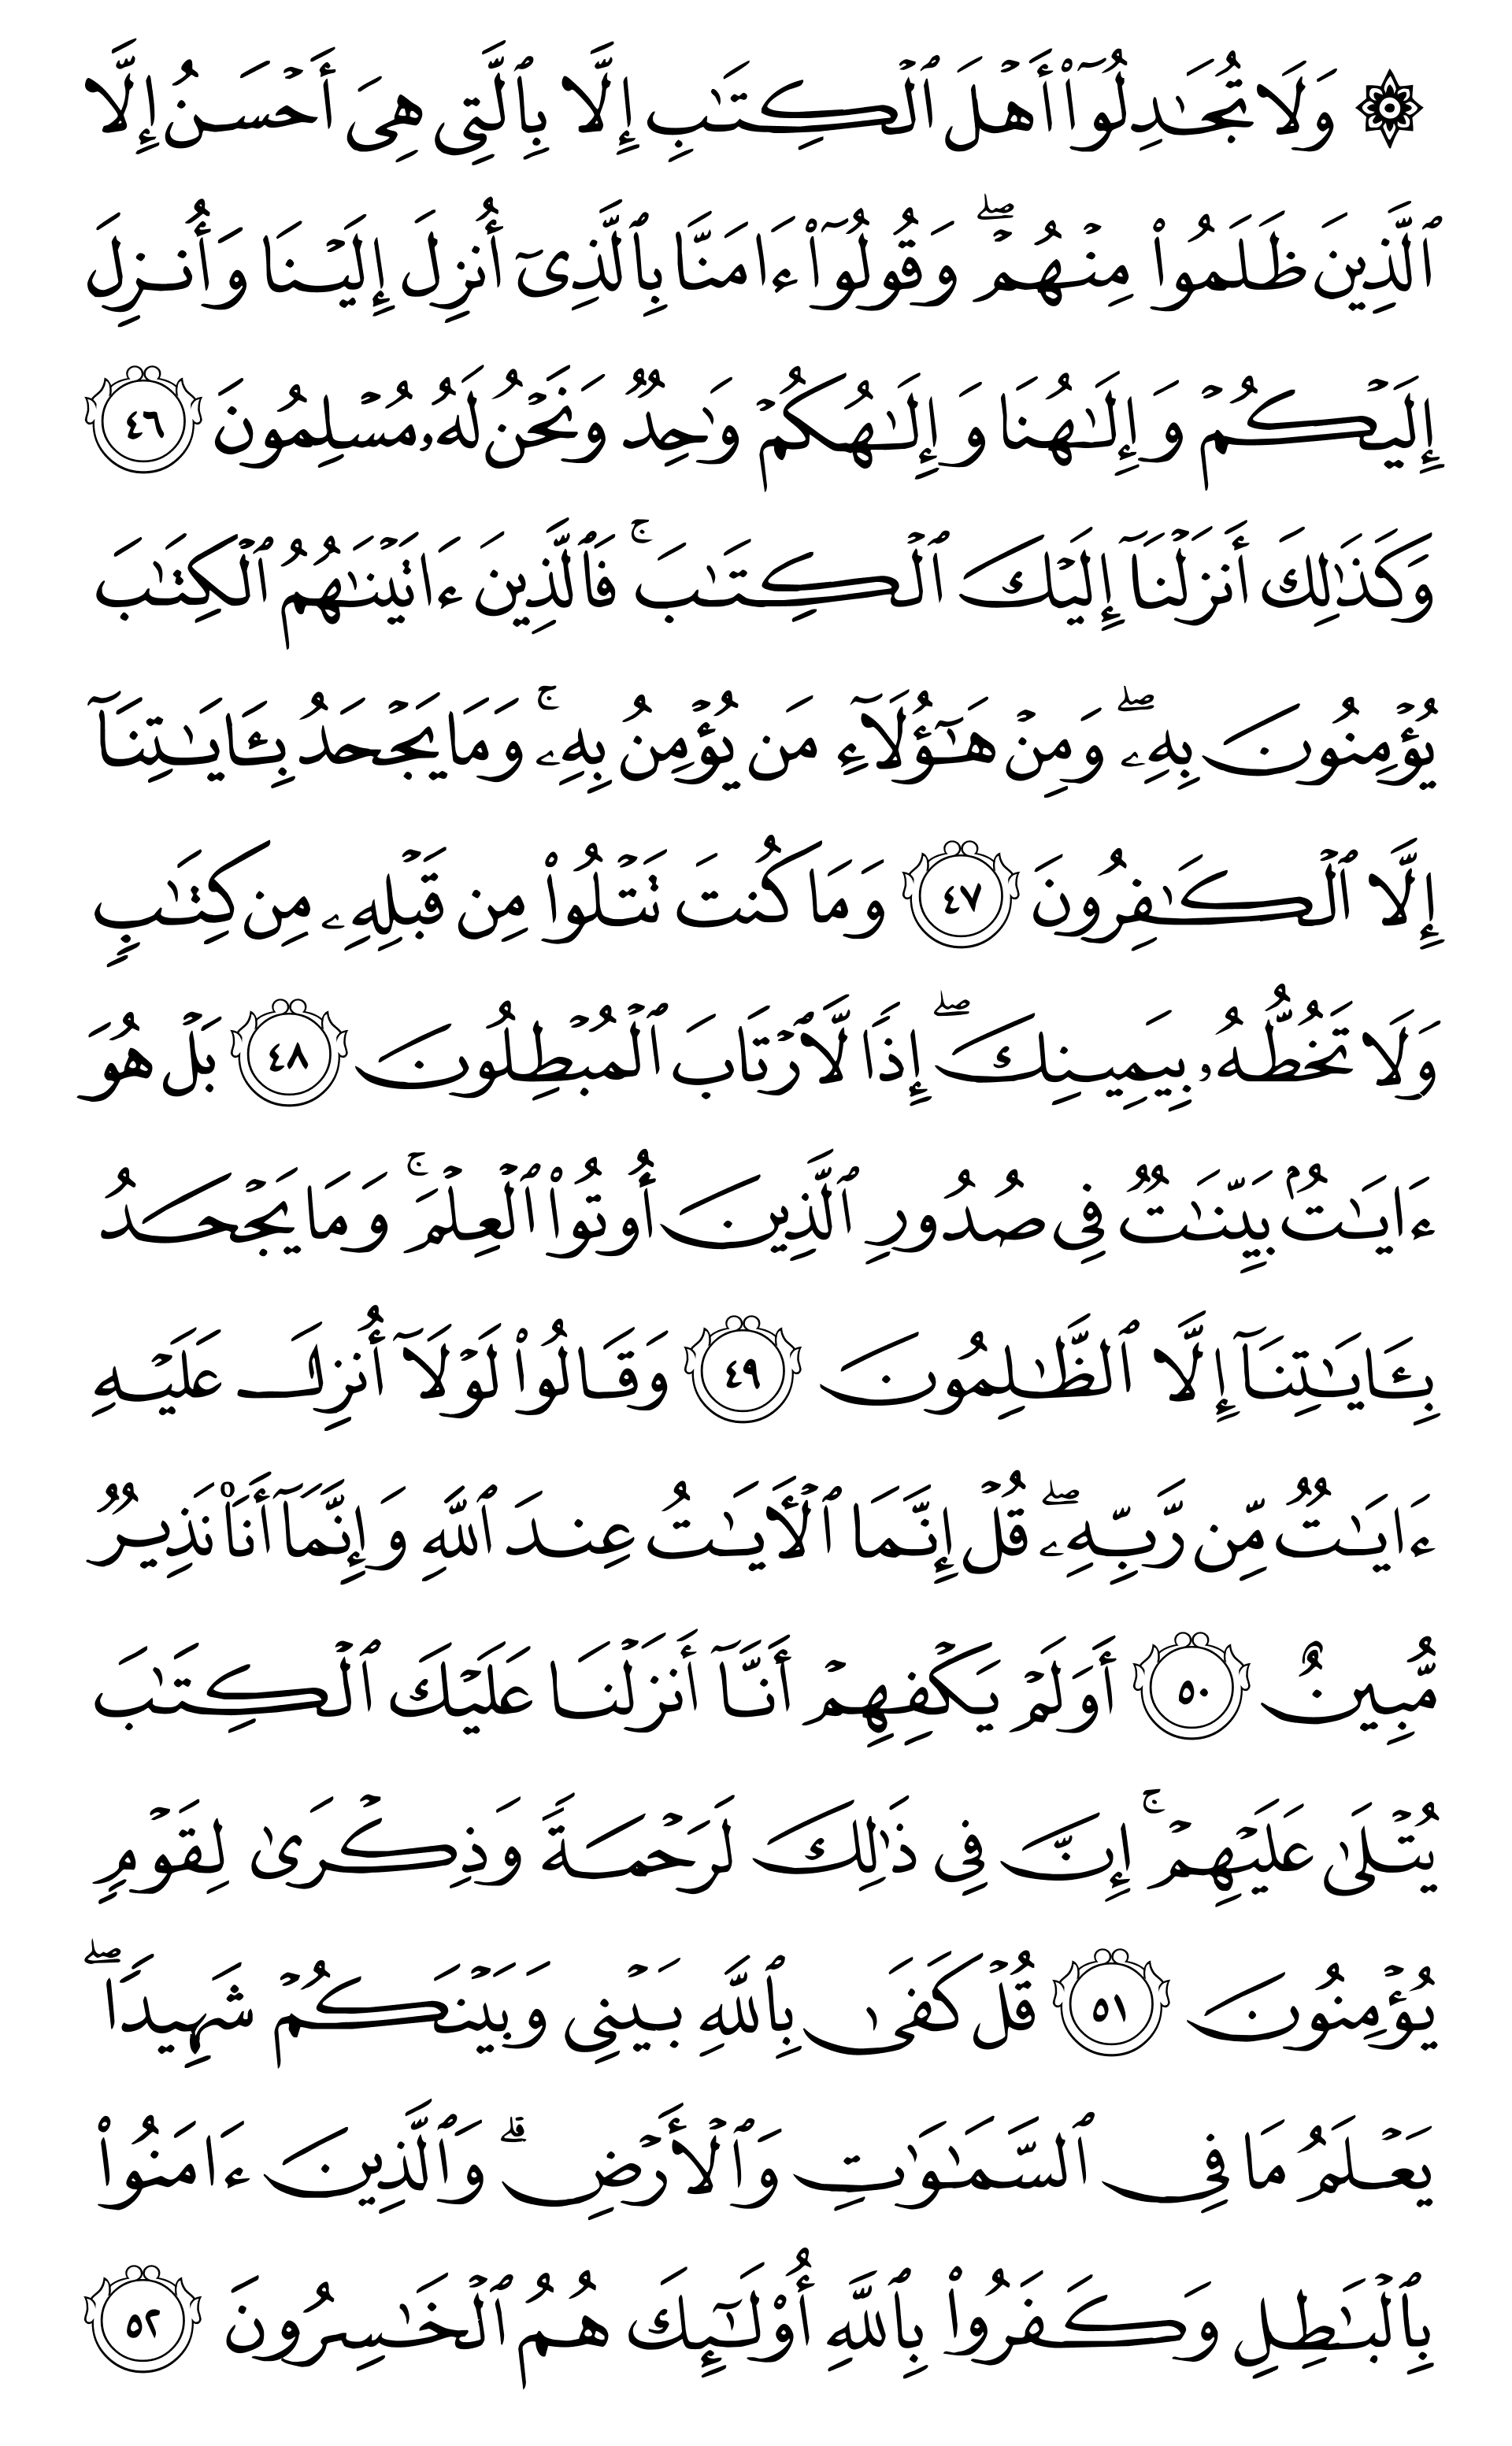 ۞ وَلَا تُجَٰدِلُوٓا۟ أَهْلَ ٱلْكِتَٰبِ إِلَّا بِٱلَّتِى هِىَ أَحْسَنُ إِلَّا
ٱلَّذِينَ ظَلَمُوا۟ مِنْهُمْ ۖ وَقُولُوٓا۟ ءَامَنَّا بِٱلَّذِىٓ أُنزِلَ إِلَيْنَا وَأُنزِلَ
إِلَيْكُمْ وَإِلَٰهُنَا وَإِلَٰهُكُمْ وَٰحِدٌ وَنَحْنُ لَهُۥ مُسْلِمُونَ ٤٦
وَكَذَٰلِكَ أَنزَلْنَآ إِلَيْكَ ٱلْكِتَٰبَ ۚ فَٱلَّذِينَ ءَاتَيْنَٰهُمُ ٱلْكِتَٰبَ
يُؤْمِنُونَ بِهِۦ ۖ وَمِنْ هَٰٓؤُلَآءِ مَن يُؤْمِنُ بِهِۦ ۚ وَمَا يَجْحَدُ بِـَٔايَٰتِنَآ
إِلَّا ٱلْكَٰفِرُونَ ٤٧ وَمَا كُنتَ تَتْلُوا۟ مِن قَبْلِهِۦ مِن كِتَٰبٍ
وَلَا تَخُطُّهُۥ بِيَمِينِكَ ۖ إِذًا لَّٱرْتَابَ ٱلْمُبْطِلُونَ ٤٨ بَلْ هُوَ
ءَايَٰتٌۢ بَيِّنَٰتٌ فِى صُدُورِ ٱلَّذِينَ أُوتُوا۟ ٱلْعِلْمَ ۚ وَمَا يَجْحَدُ
بِـَٔايَٰتِنَآ إِلَّا ٱلظَّٰلِمُونَ ٤٩ وَقَالُوا۟ لَوْلَآ أُنزِلَ عَلَيْهِ
ءَايَٰتٌ مِّن رَّبِّهِۦ ۖ قُلْ إِنَّمَا ٱلْـَٔايَٰتُ عِندَ ٱللَّهِ وَإِنَّمَآ أَنَا۠ نَذِيرٌ
مُّبِينٌ ٥٠ أَوَلَمْ يَكْفِهِمْ أَنَّآ أَنزَلْنَا عَلَيْكَ ٱلْكِتَٰبَ
يُتْلَىٰ عَلَيْهِمْ ۚ إِنَّ فِى ذَٰلِكَ لَرَحْمَةً وَذِكْرَىٰ لِقَوْمٍ
يُؤْمِنُونَ ٥١ قُلْ كَفَىٰ بِٱللَّهِ بَيْنِى وَبَيْنَكُمْ شَهِيدًا ۖ
يَعْلَمُ مَا فِى ٱلسَّمَٰوَٰتِ وَٱلْأَرْضِ ۗ وَٱلَّذِينَ ءَامَنُوا۟
بِٱلْبَٰطِلِ وَكَفَرُوا۟ بِٱللَّهِ أُو۟لَٰٓئِكَ هُمُ ٱلْخَٰسِرُونَ ٥٢